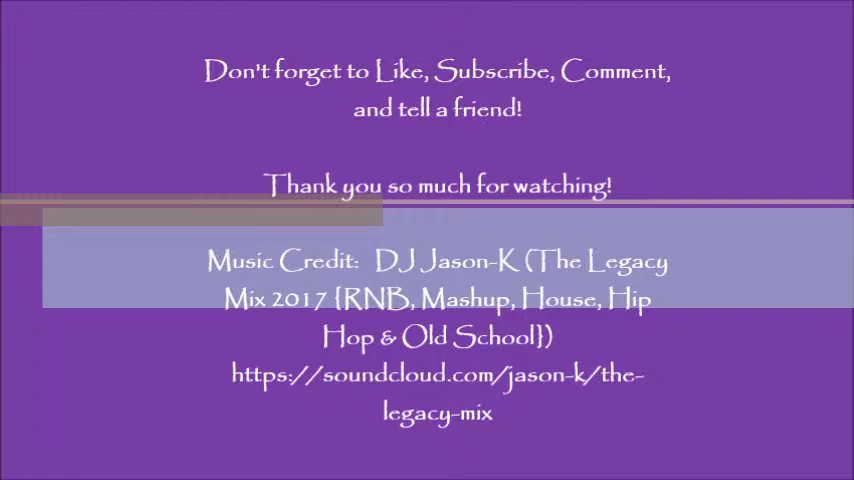 Don't forget to Like, Subscribe, Comment,
and tell a friend!
Thank you so much for watching!
Music Credit: DJ Jason-K (The Legacy
Mix 2017 {RNB, Mashup, House, Hip
Hop & Old School})
https://soundcloud.com/jason-k/the-
legacy-mix